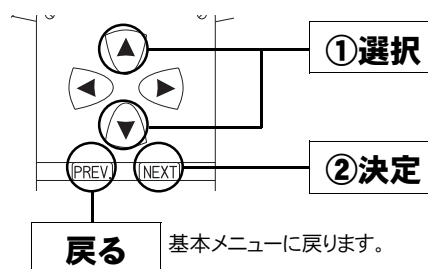 ①選択
PREV.
NEXT
②決定
戻る
基本メニューに戻ります。